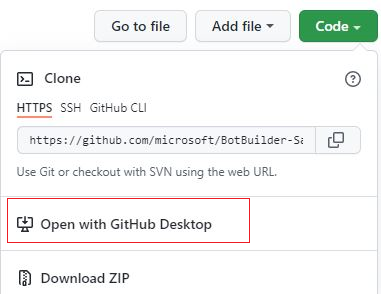 Go to file Add file Code
Clone
HTTPS SSH GitHub CLI
https://github.com/microsoft/BotBuilder-Sa
Use Git or checkout with SVN using the web URL.
Open with GitHub Desktop
Download ZIP